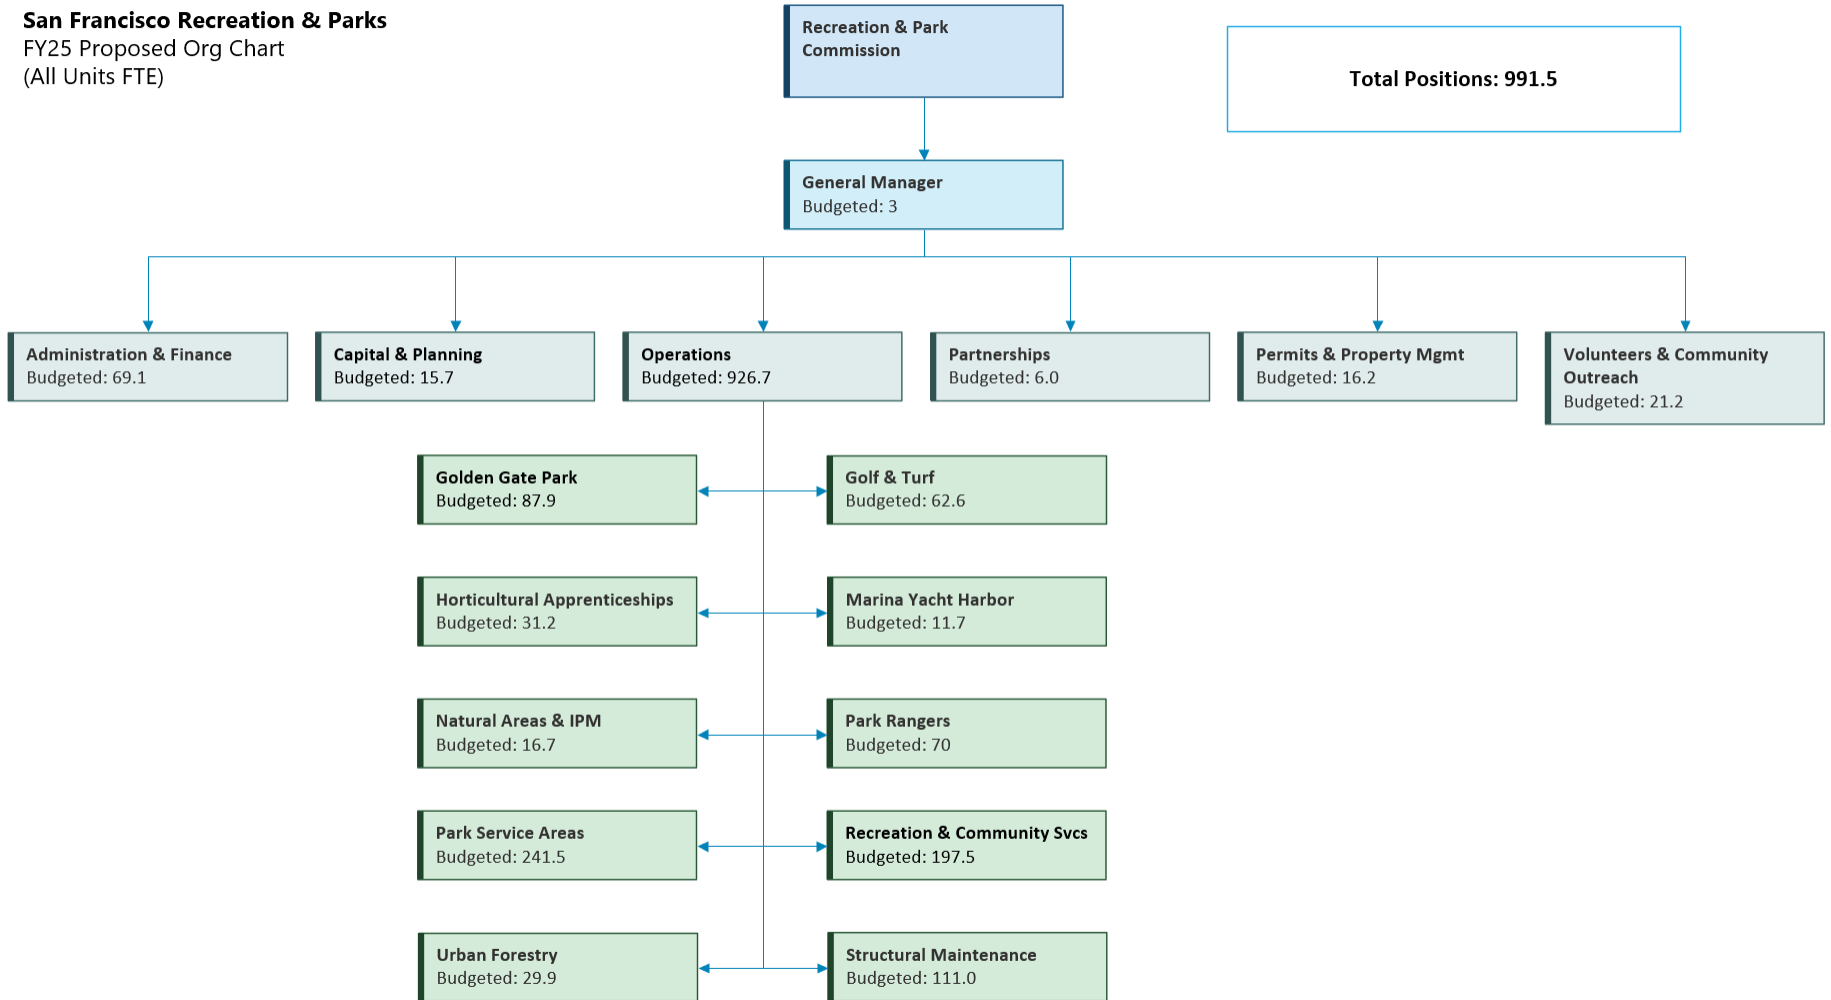 San Francisco Recreation & Parks
FY25 Proposed Org Chart
(All Units FTE)
Recreation & Park
Commission
Total Positions: 991.5
General Manager
Budgeted: 3
Administration & Finance
Budgeted: 69.1
Capital & Planning
Budgeted: 15.7
Operations
Budgeted: 926.7
Partnerships
Budgeted: 6.0
Permits & Property Mgmt
Budgeted: 16.2
Volunteers & Community
Outreach
Budgeted: 21.2
Golden Gate Park
Budgeted: 87.9
Golf & Turf
Budgeted: 62.6
Horticultural Apprenticeships
Budgeted: 31.2
Marina Yacht Harbor
Budgeted: 11.7
Natural Areas & IPM
Budgeted: 16.7
Park Rangers
Budgeted: 70
Park Service Areas
Budgeted: 241.5
Recreation & Community Svcs
Budgeted: 197.5
Urban Forestry
Budgeted: 29.9
Structural Maintenance
Budgeted: 111.0